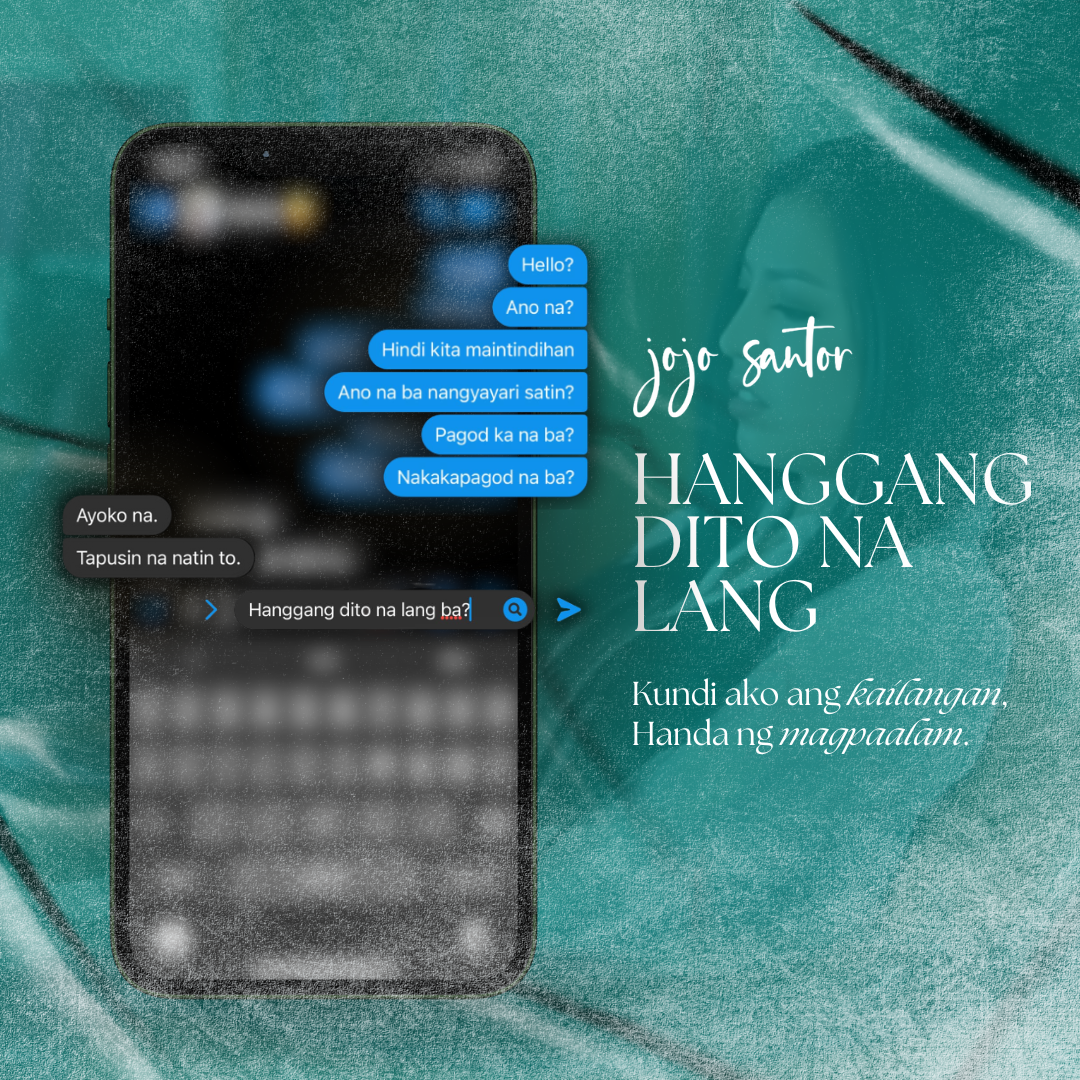 Hello?
Ano na?
Hindi kita maintindihan
Ano na ba nangyayari satin?
Pagod ka na ba?
Nakakapagod na ba?
Ayoko na.
Tapusin na natin to.
Hanggang dito na lang ba?
jojo santor
HANGGANG
DITO NA
LANG
Kundi ako ang kailangan,
Handa ng magpaalam.